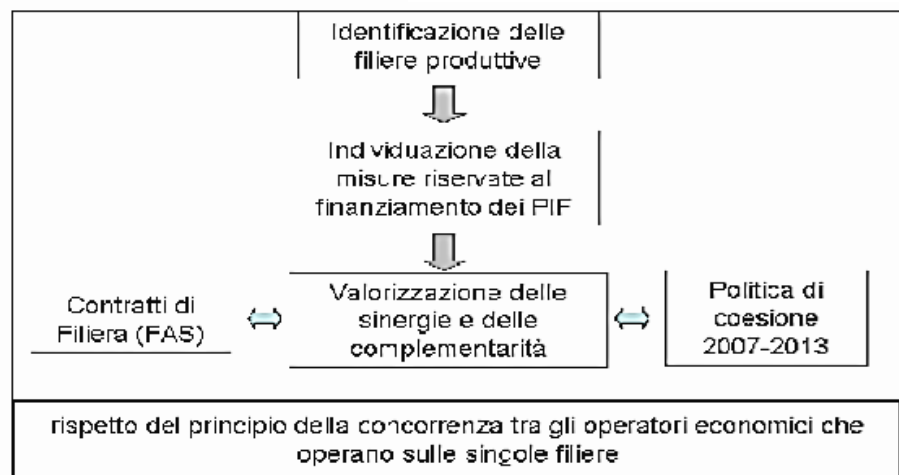 Identificazione delle
filiere produttive
Individuazione della
misure riservate al
finanziamento dei PIF
Contratti di
Filiera (FAS)
Valorizzazione delle
sinergie e delle
complementarità
Politica di
coesione
2007-2013
rispetto del principio della concorrenza tra gli operatori economici che
operano sulle singole filiere